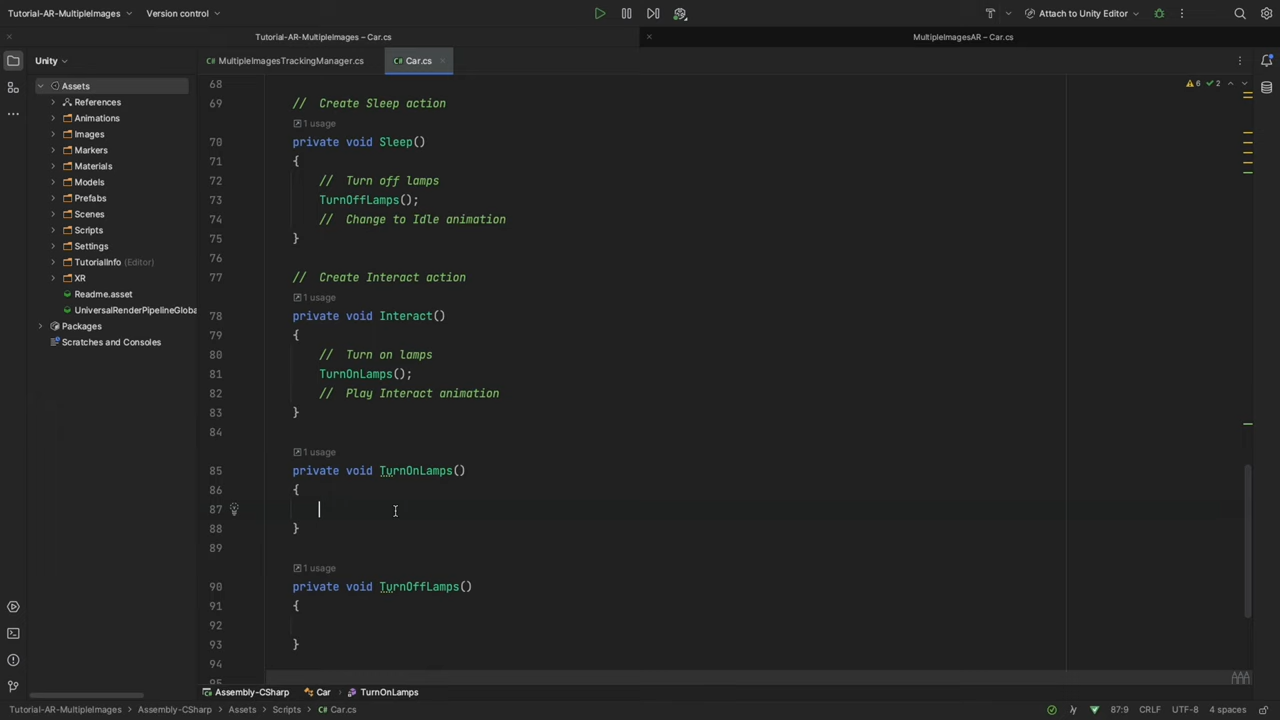 Tutorial-AR-MultipleImages
Version control
Attach to Unity Editor
Tutorial-AR-MultipleImages – Car.cs
MultipleImagesAR – Car.cs
Unity
MultipleImagesTrackingManager.cs
Car.cs
Assets
References
Animations
Images
Markers
Materials
Models
Prefabs
Scenes
Scripts
Settings
TutorialInfo (Editor)
XR
Readme.asset
UniversalRenderPipelineGloba
Packages
Scratches and Consoles
6 2
68
69 // Create Sleep action
1 usage
70 private void Sleep()
71 {
72 // Turn off lamps
73 TurnOffLamps();
74 // Change to Idle animation
75 }
76
77 // Create Interact action
1 usage
78 private void Interact()
79 {
80 // Turn on lamps
81 TurnOnLamps();
82 // Play Interact animation
83 }
84
1 usage
85 private void TurnOnLamps()
86 {
87
88 }
89
1 usage
90 private void TurnOffLamps()
91 {
92
93 }
94
Assembly-CSharp Car TurnOnLamps
Tutorial-AR-MultipleImages Assembly-CSharp Assets Scripts Car.cs
87:9 CRLF UTF-8 4 spaces